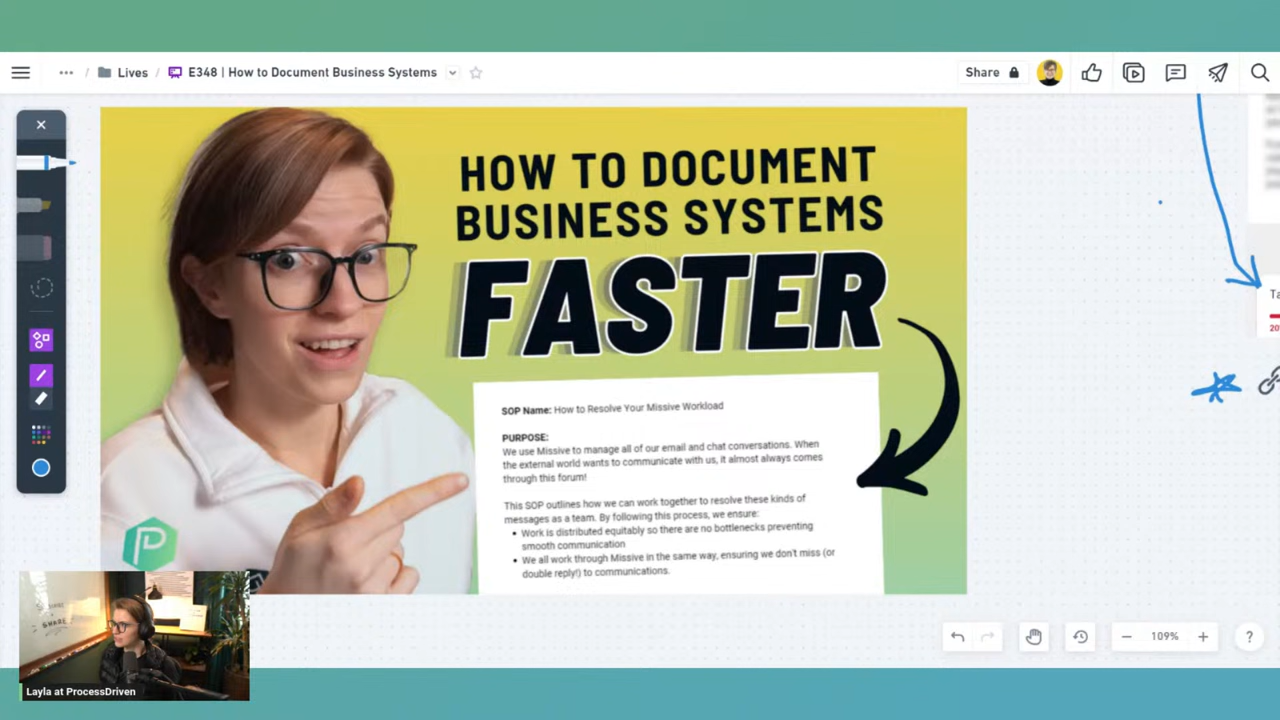 Lives / E348 | How to Document Business Systems
Share
HOW TO DOCUMENT
BUSINESS SYSTEMS
FASTER
SOP Name: How to Resolve Your Missive Workload
PURPOSE:
We use Missive to manage all of our email and chat conversations. When
the external world wants to communicate with us, it almost always comes
through this forum!
This SOP outlines how we can work together to resolve these kinds of
messages as a team. By following this process, we ensure:
• Work is distributed equitably so there are no bottlenecks preventing
smooth communication
• We all work through Missive in the same way, ensuring we don't miss (or
double reply!) to communications.
Ta
20
SHARE
Layla at ProcessDriven
109%
?